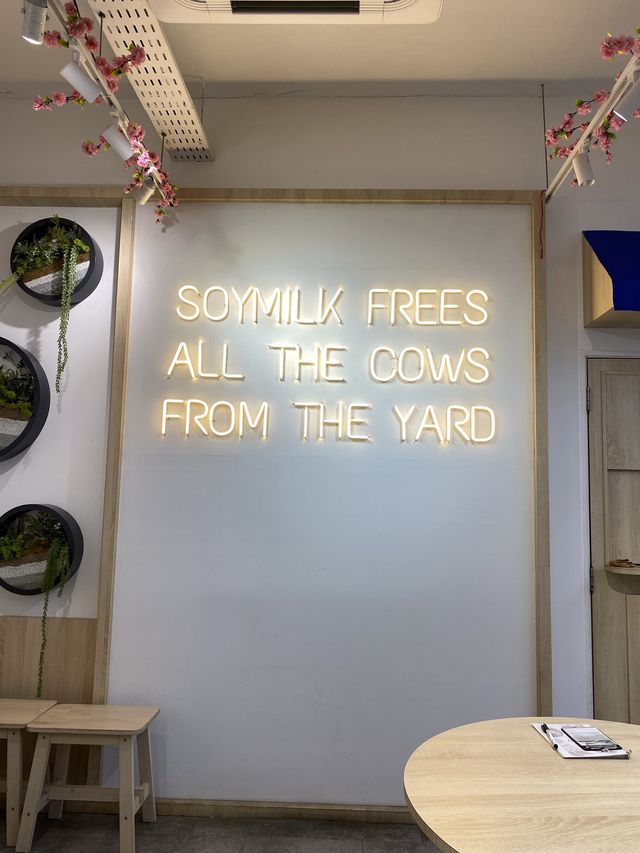 SOYMILK FREES
ALL THE COWS
FROM THE YARD